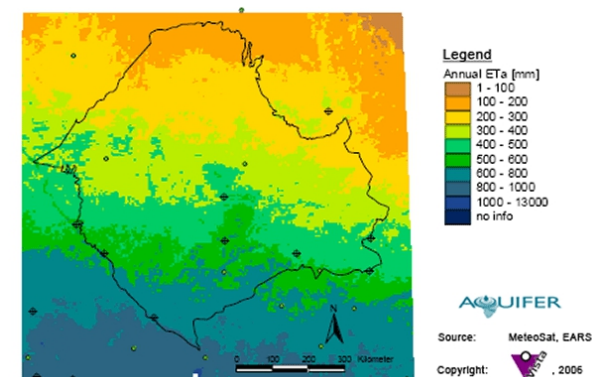 Legend
Annual ETa [mm]
1 - 100
100 - 200
200 - 300
300 - 400
400 - 500
500 - 600
600 - 800
800 - 1000
1000 - 13000
no info
N
0 100 200 300 Kilometer
AQUIFER
Source: MeteoSat, EARS
Copyright: Vista , 2006